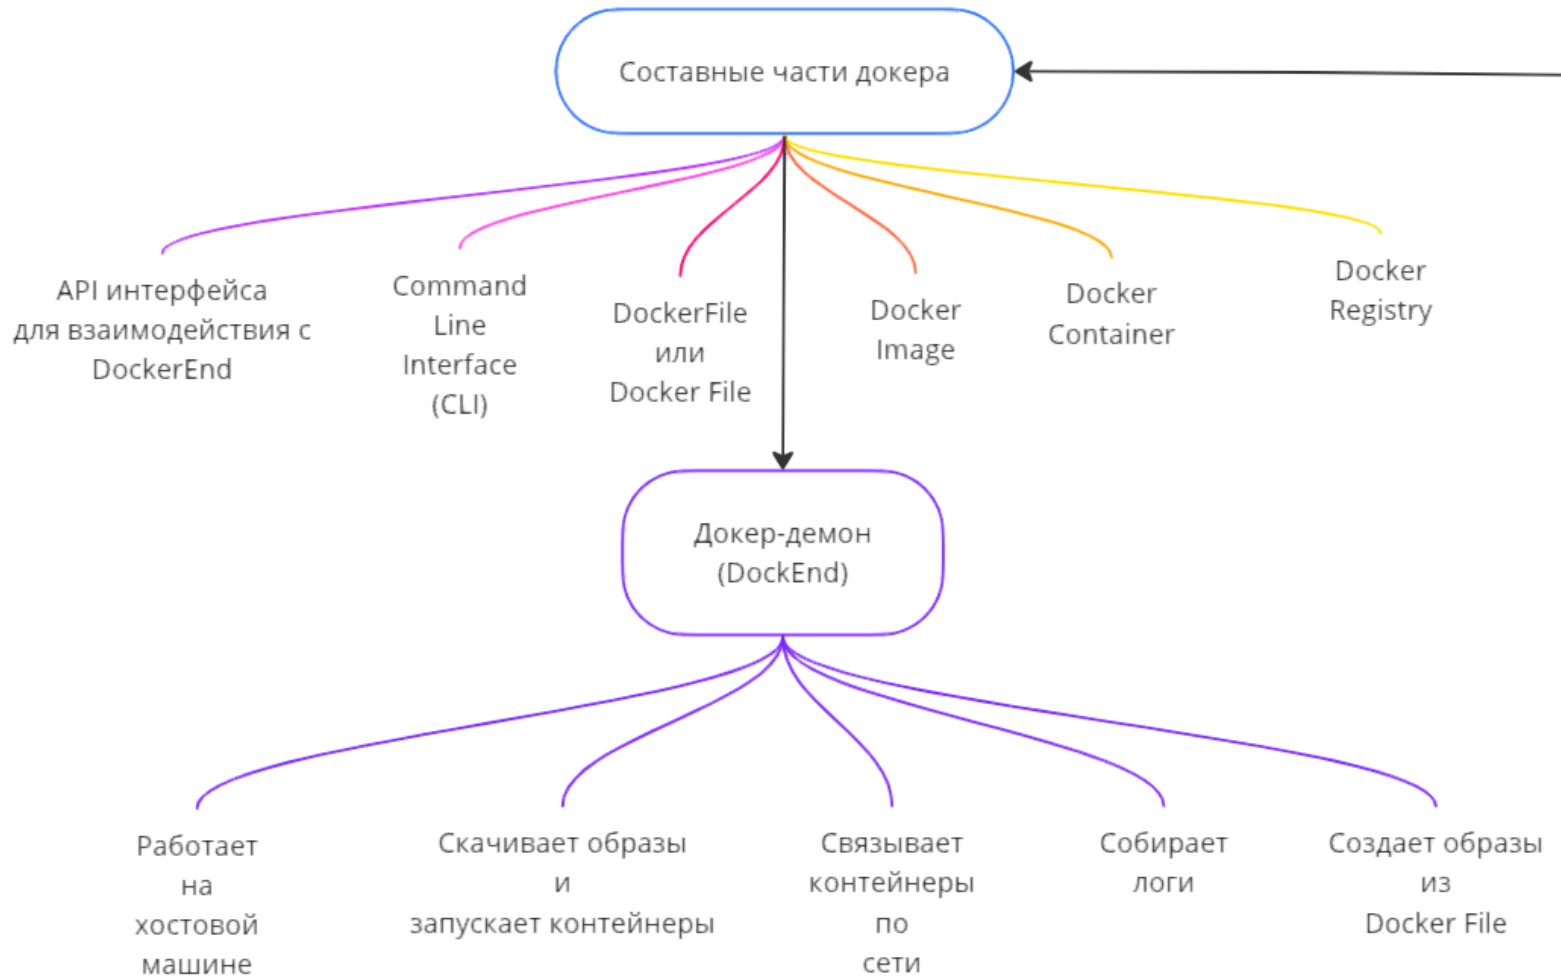 Составные части докера
API интерфейса
для взаимодействия с
DockerEnd
Command
Line
Interface
(CLI)
DockerFile
или
Docker File
Docker
Image
Docker
Container
Docker
Registry
Докер-демон
(DockEnd)
Работает
на
хостовой
машине
Скачивает образы
и
запускает контейнеры
Связывает
контейнеры
по
сети
Собирает
логи
Создает образы
из
Docker File